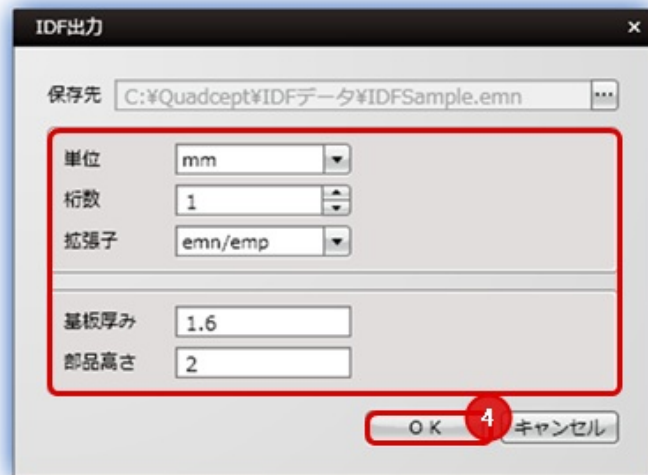 IDF出力
保存先 C:¥Quadcept¥IDFデータ¥IDFSample.emn ...
単位 mm
桁数 1
拡張子 emn/emp
基板厚み 1.6
部品高さ 2
OK 4 キャンセル